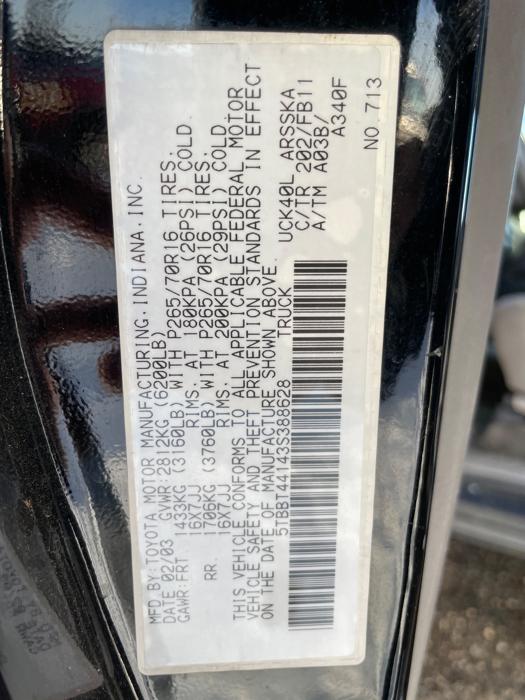 MFD BY:TOYOTA MOTOR MANUFACTURING.INDIANA.INC.
DATE 02/03 GVWR:2812KG (6200LB)
GAWR:FRT. 1433KG (3160LB) WITH P265/70R16 TIRES.
16X7JJ RIMS. AT 180KPA (26PSI) COLD.
RR. 1706KG (3760LB) WITH P265/70R16 TIRES.
16X7JJ RIMS. AT 200KPA (29PSI) COLD
THIS VEHICLE CONFORMS TO ALL APPLICABLE FEDERAL MOTOR
VEHICLE SAFETY AND THEFT PREVENTION STANDARDS IN EFFECT
ON THE DATE OF MANUFACTURE SHOWN ABOVE.
5TBBT44143S388628 TRUCK
UCK40L ARSSKA
C/TR 202/FB11
A/TM A03B/
A340F
NO.713